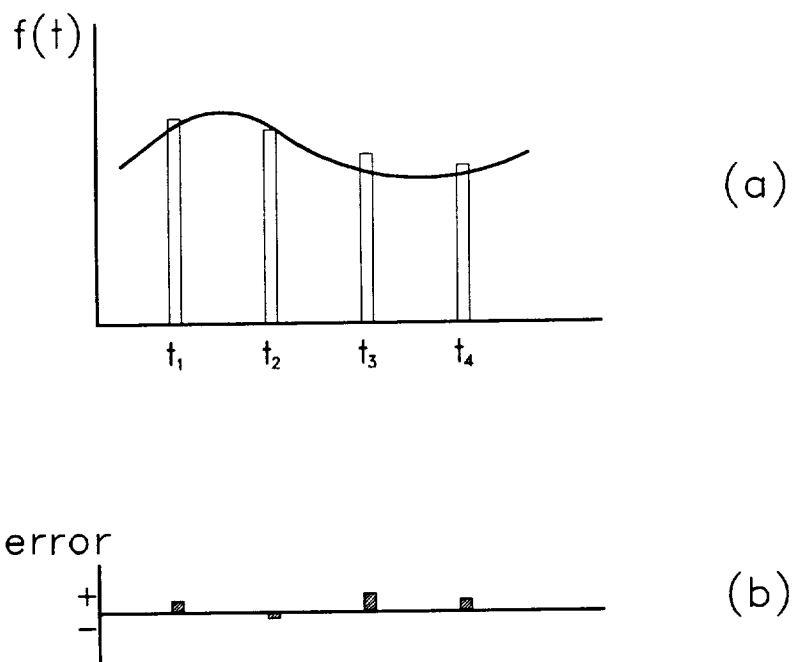 f(t)
(a)
t₁ t₂ t₃ t₄
error
+
(b)
−